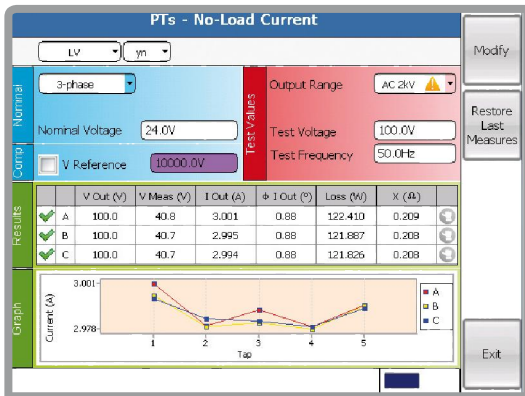 PTs - No-Load Current
LV yn
Modify
Nominal
3-phase
Nominal Voltage 24.0V
Comp
V Reference 10000.0V
Test Values
Output Range AC 2kV
Test Voltage 100.0V
Test Frequency 50.0Hz
Restore
Last
Measures
Results
V Out (V) V Meas (V) I Out (A) Φ I Out (º) Loss (W) X (Ω)
A 100.0 40.8 3.001 0.88 122.410 0.209
B 100.0 40.7 2.995 0.88 121.887 0.208
C 100.0 40.7 2.994 0.88 121.826 0.208
Graph
Current (A)
3.001
2.978
1 2 3 4 5
Tap
A
B
C
Exit